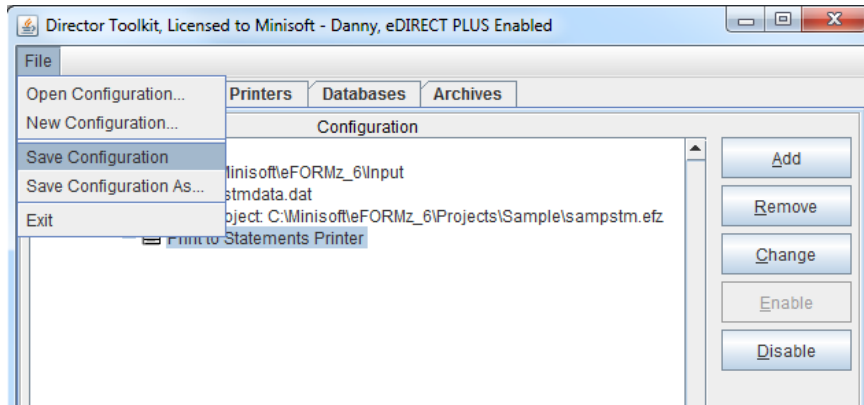 Director Toolkit, Licensed to Minisoft - Danny, eDIRECT PLUS Enabled
File
Open Configuration...
New Configuration...
Save Configuration
Save Configuration As...
Exit
Printers
Databases
Archives
Configuration
\Minisoft\eFORMz_6\Input
stmdata.dat
oject: C:\Minisoft\eFORMz_6\Projects\Sample\sampstm.efz
Print to Statements Printer
Add
Remove
Change
Enable
Disable